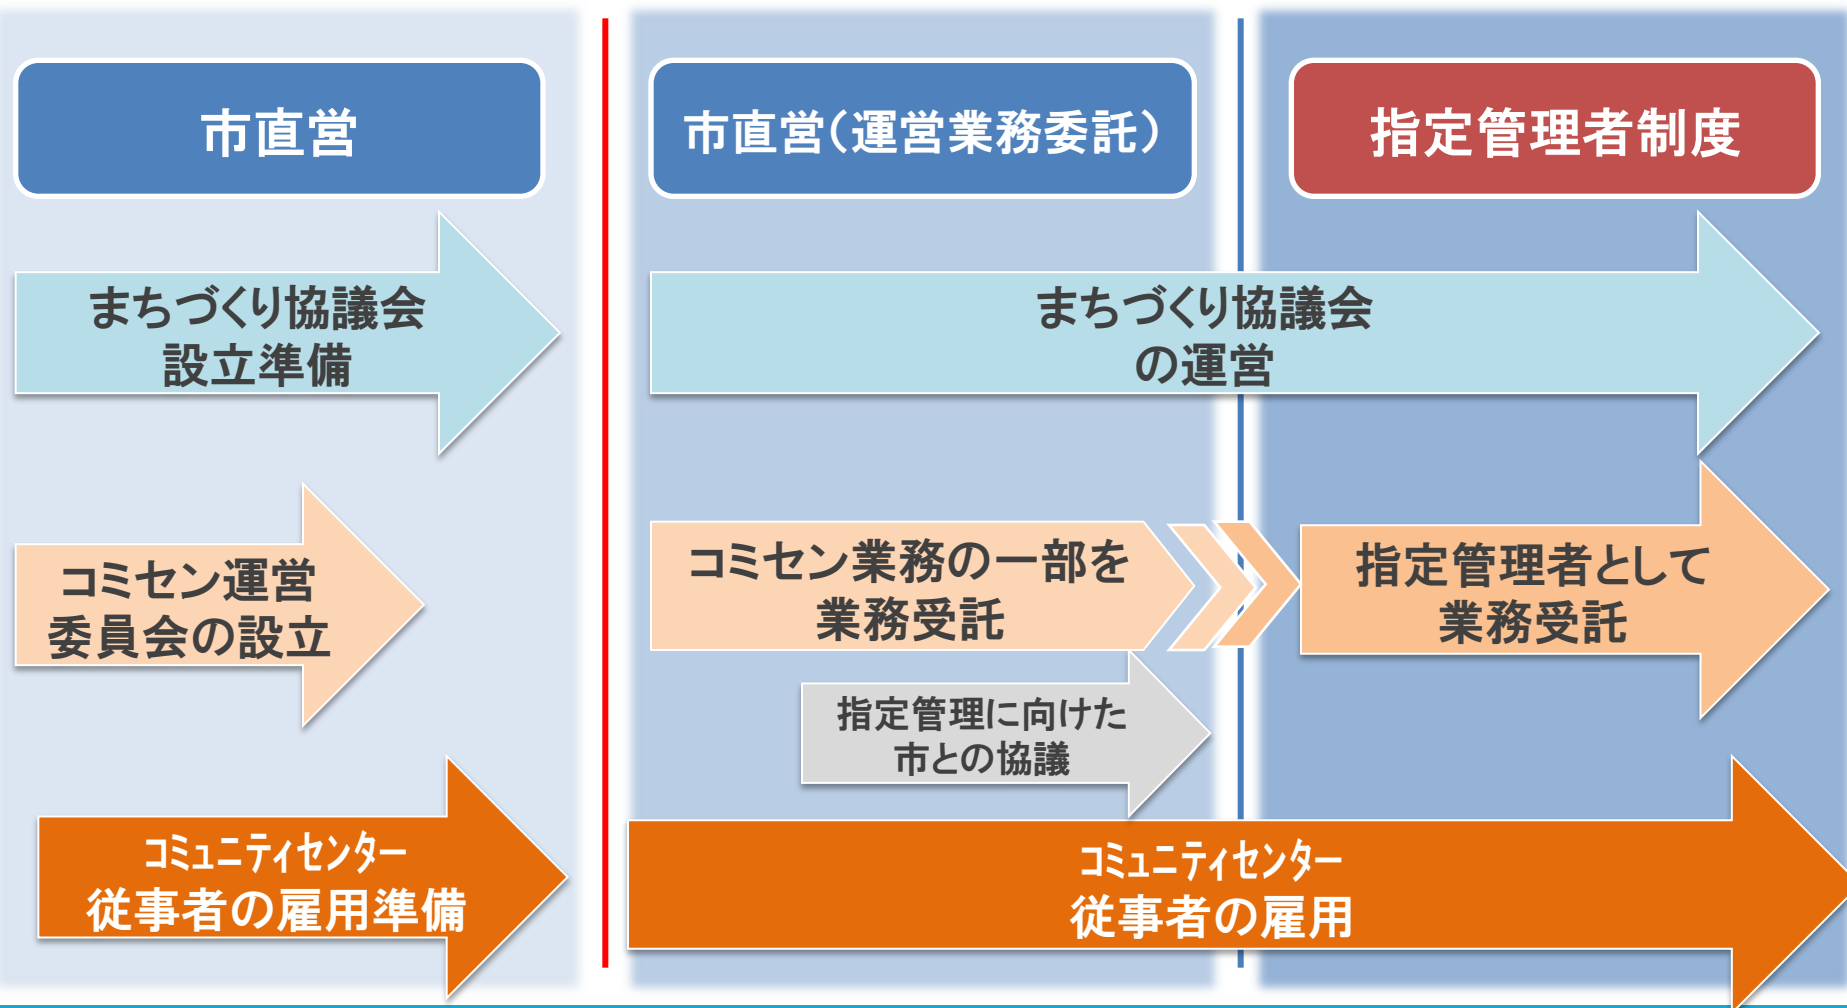 市直営
市直営（運営業務委託）
指定管理者制度
まちづくり協議会
設立準備
まちづくり協議会
の運営
コミセン運営
委員会の設立
コミセン業務の一部を
業務受託
指定管理者として
業務受託
指定管理に向けた
市との協議
コミュニティセンター
従事者の雇用準備
コミュニティセンター
従事者の雇用